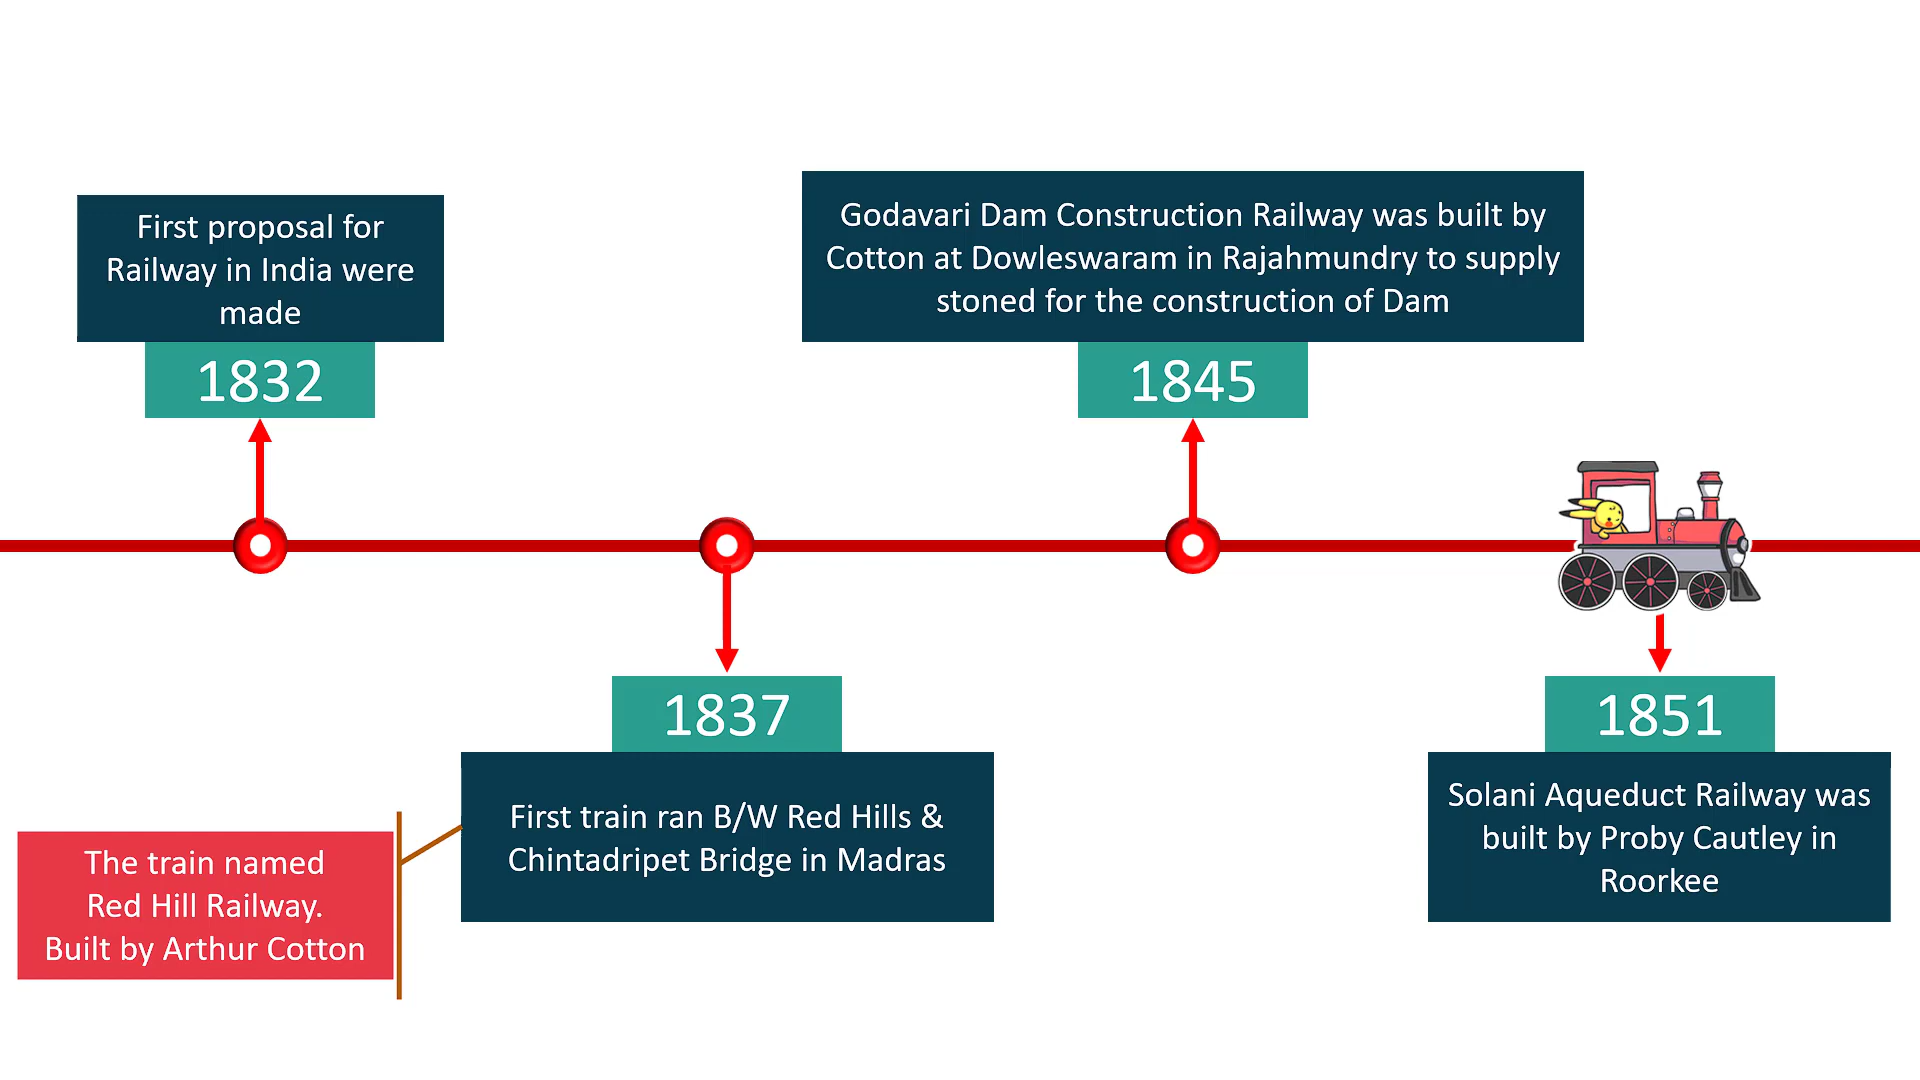 First proposal for
Railway in India were
made
1832
Godavari Dam Construction Railway was built by
Cotton at Dowleswaram in Rajahmundry to supply
stoned for the construction of Dam
1845
1837
First train ran B/W Red Hills &
Chintadripet Bridge in Madras
The train named
Red Hill Railway.
Built by Arthur Cotton
1851
Solani Aqueduct Railway was
built by Proby Cautley in
Roorkee